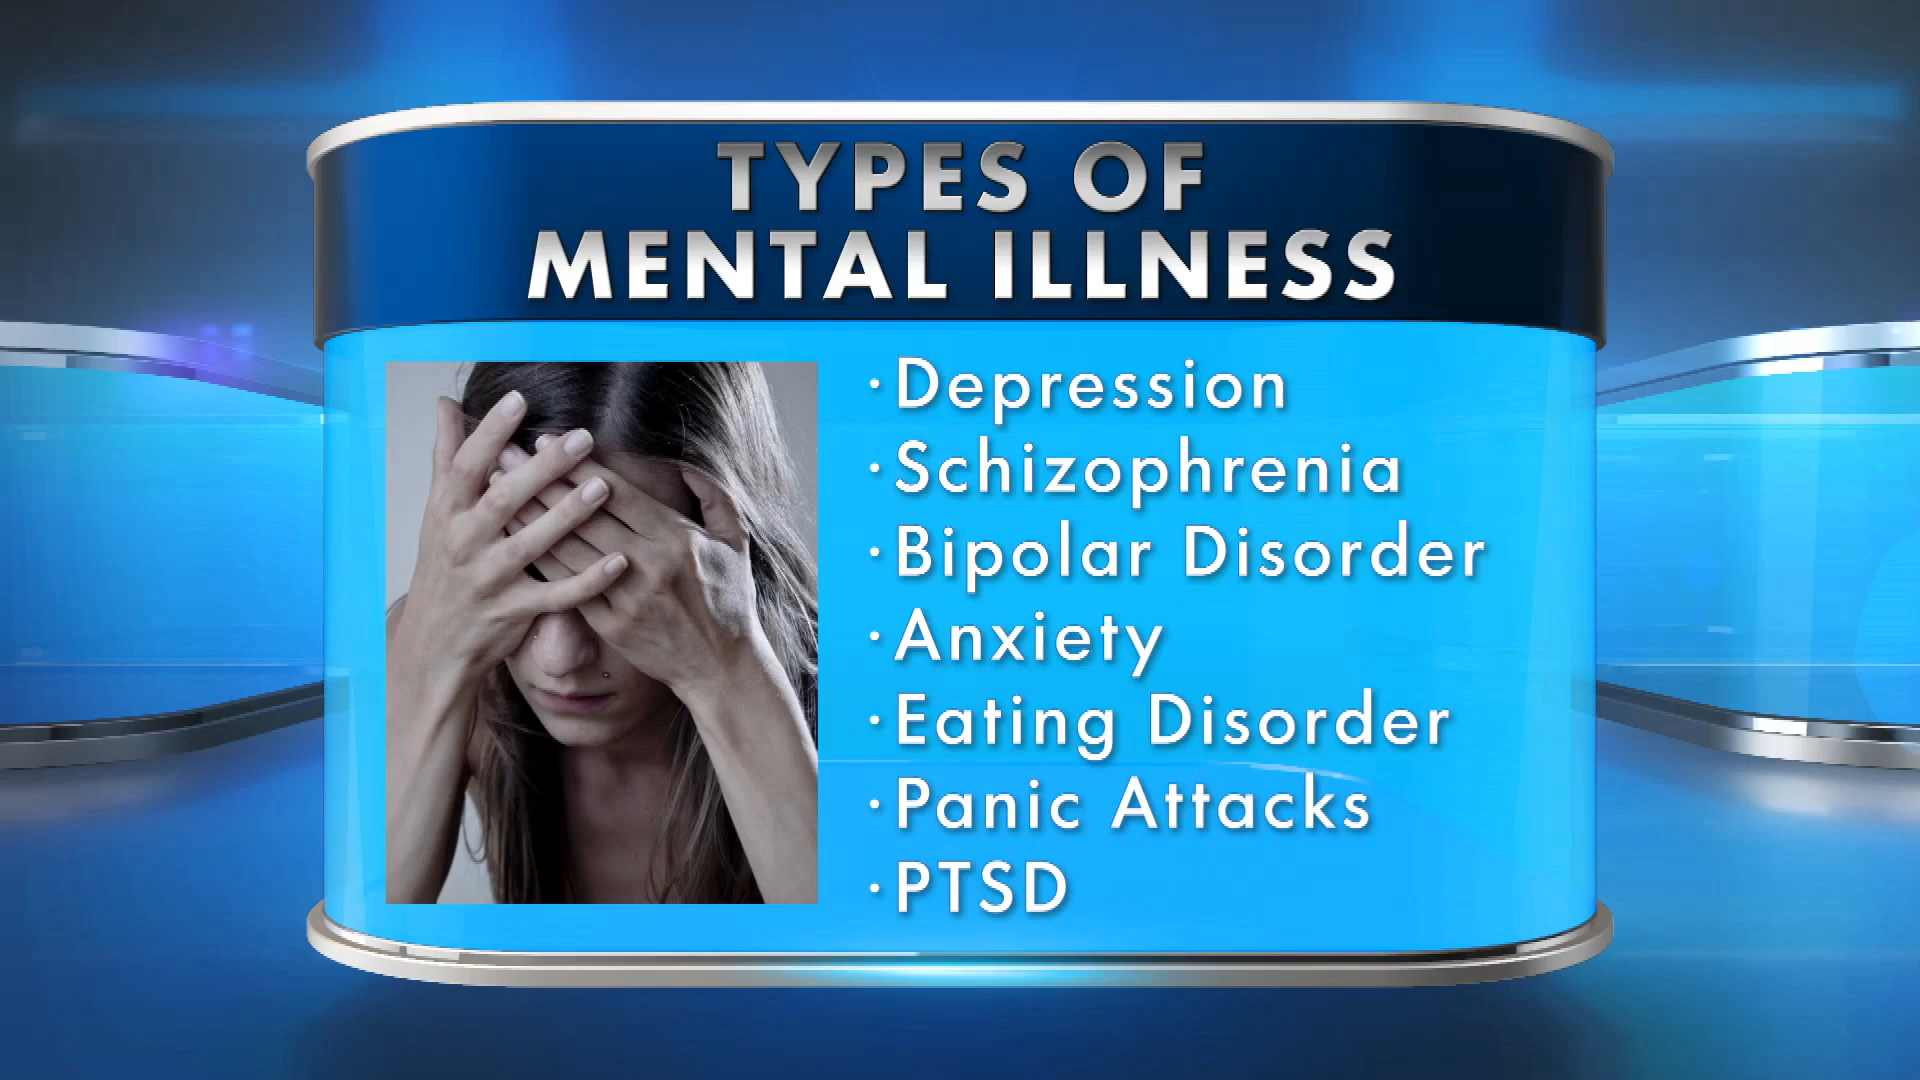 TYPES OF
MENTAL ILLNESS
· Depression
· Schizophrenia
· Bipolar Disorder
· Anxiety
· Eating Disorder
· Panic Attacks
· PTSD